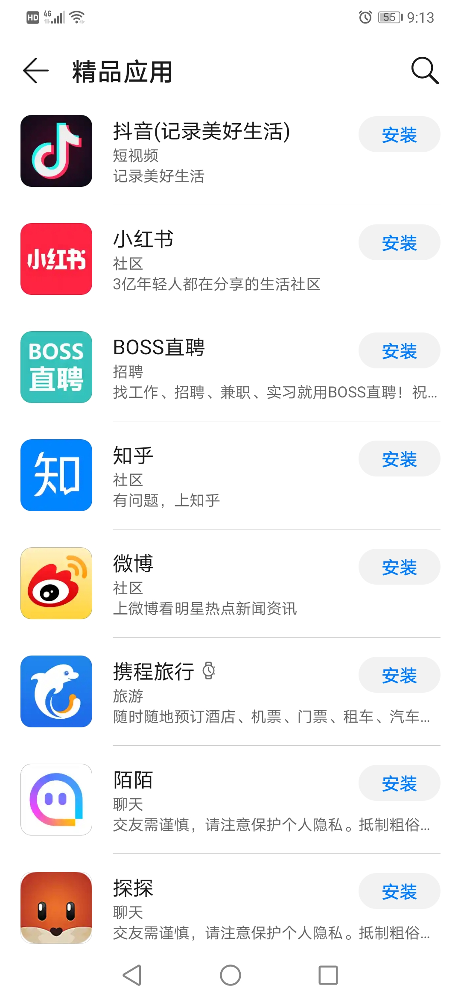 HD 4G 55 9:13
精品应用
抖音(记录美好生活)
安装
短视频
记录美好生活
小红书
小红书
安装
社区
3亿年轻人都在分享的生活社区
BOSS
直聘
BOSS直聘
安装
招聘
找工作、招聘、兼职、实习就用BOSS直聘！祝...
知
知乎
安装
社区
有问题，上知乎
微博
安装
社区
上微博看明星热点新闻资讯
携程旅行
安装
旅游
随时随地预订酒店、机票、门票、租车、汽车...
陌陌
安装
聊天
交友需谨慎，请注意保护个人隐私。抵制粗俗...
探探
安装
聊天
交友需谨慎，请注意保护个人隐私。抵制粗俗...